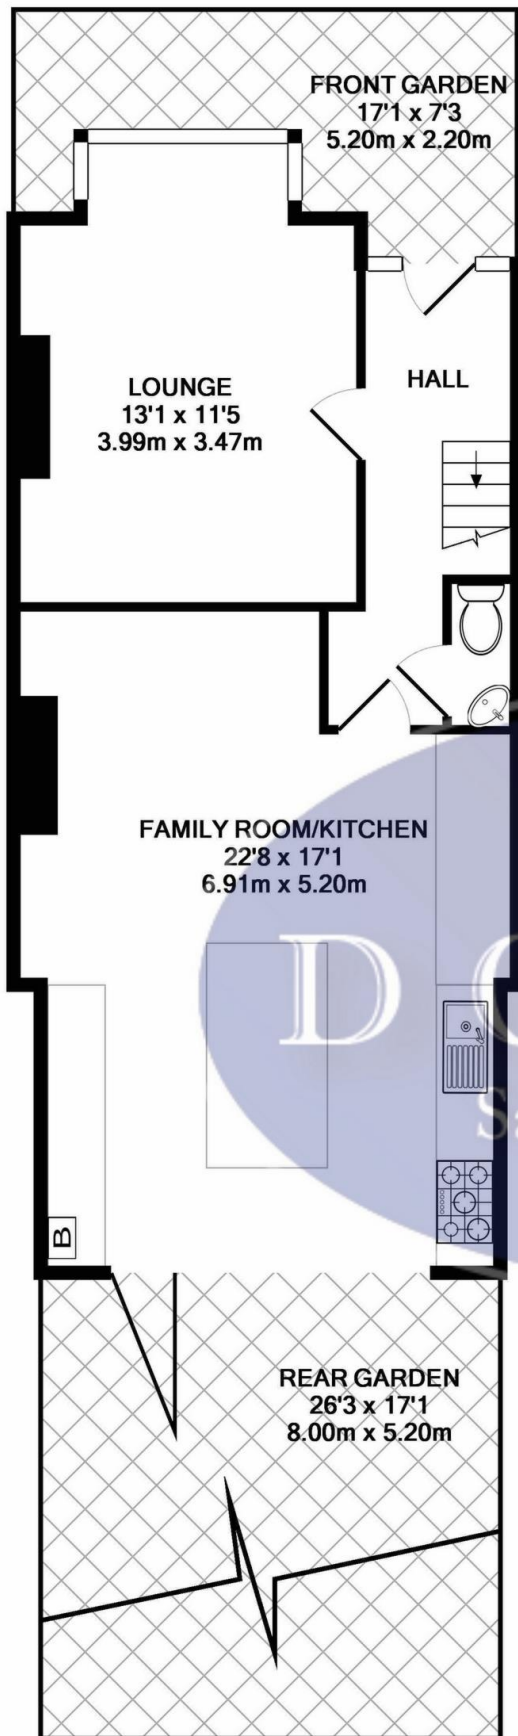 FRONT GARDEN
17'1 x 7'3
5.20m x 2.20m
LOUNGE
13'1 x 11'5
3.99m x 3.47m
HALL
FAMILY ROOM/KITCHEN
22'8 x 17'1
6.91m x 5.20m
D
B
REAR GARDEN
26'3 x 17'1
8.00m x 5.20m